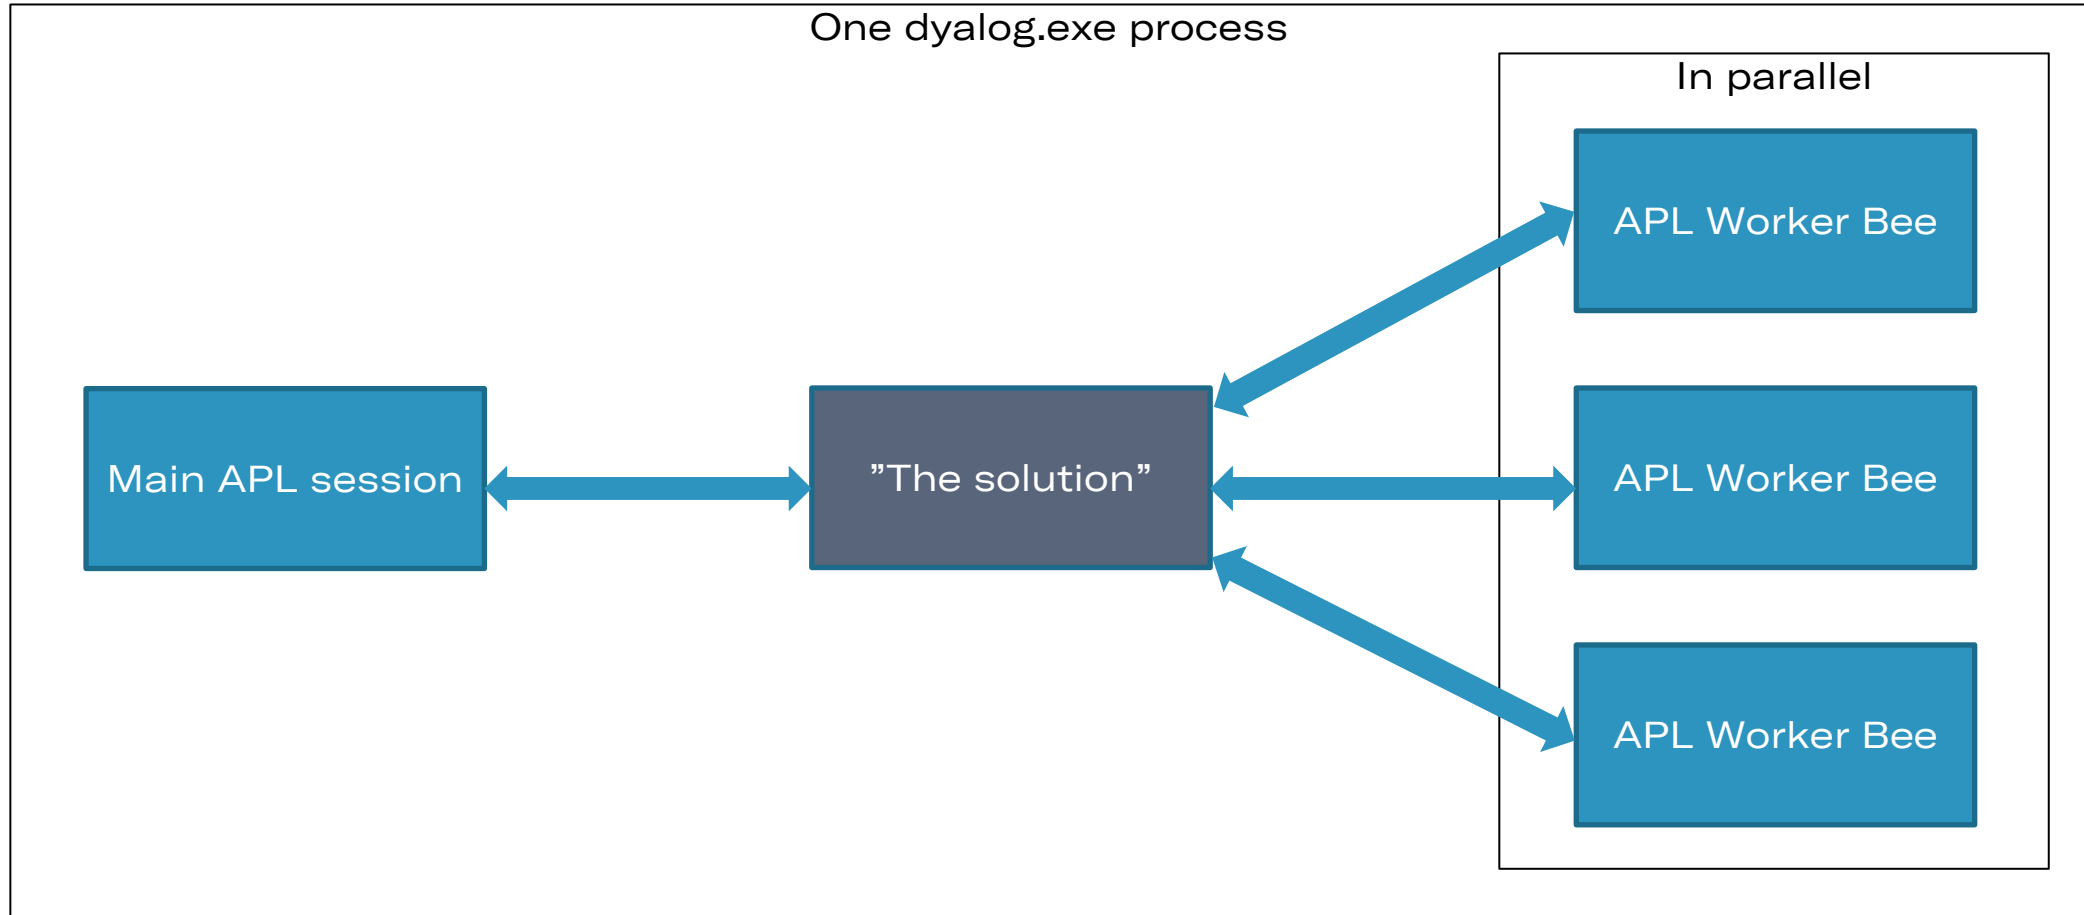 One dyalog.exe process
In parallel
APL Worker Bee
Main APL session
”The solution”
APL Worker Bee
APL Worker Bee